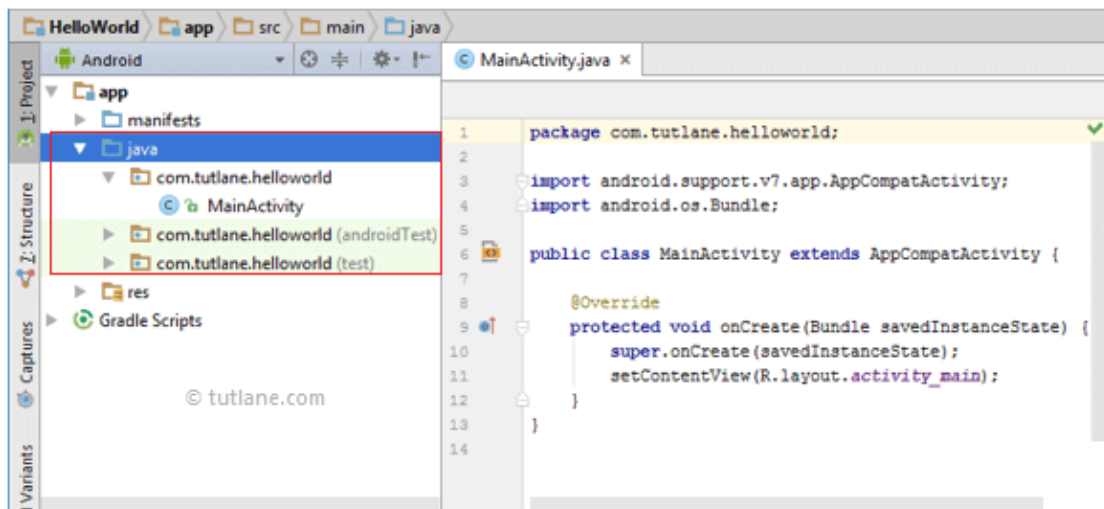 HelloWorld app src main java
Android
MainActivity.java
1: Project
app
manifests
java
com.tutlane.helloworld
MainActivity
com.tutlane.helloworld (androidTest)
com.tutlane.helloworld (test)
res
Gradle Scripts
© tutlane.com
Z: Structure
Captures
Variants
1 package com.tutlane.helloworld;
2
3 import android.support.v7.app.AppCompatActivity;
4 import android.os.Bundle;
5
6 public class MainActivity extends AppCompatActivity {
7
8 @Override
9 protected void onCreate(Bundle savedInstanceState) {
10 super.onCreate(savedInstanceState);
11 setContentView(R.layout.activity_main);
12 }
13 }
14